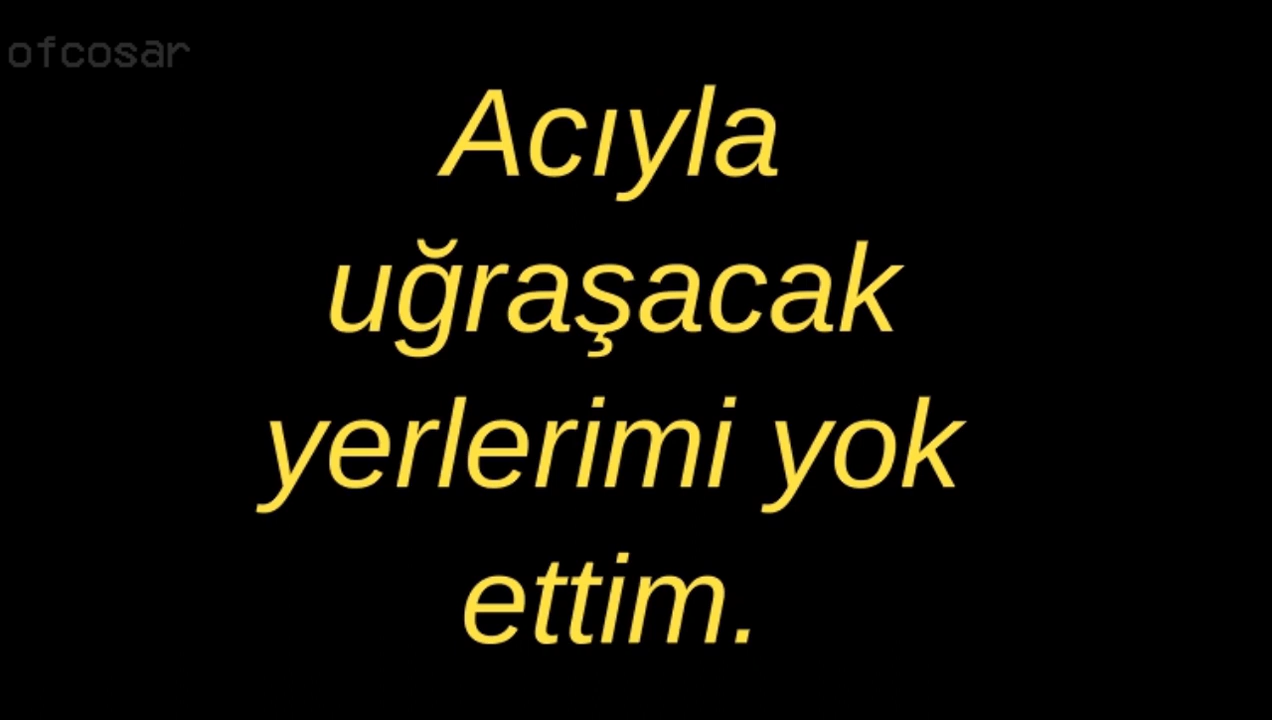 ofcosar
Acıyla
uğraşacak
yerlerimi yok
ettim.